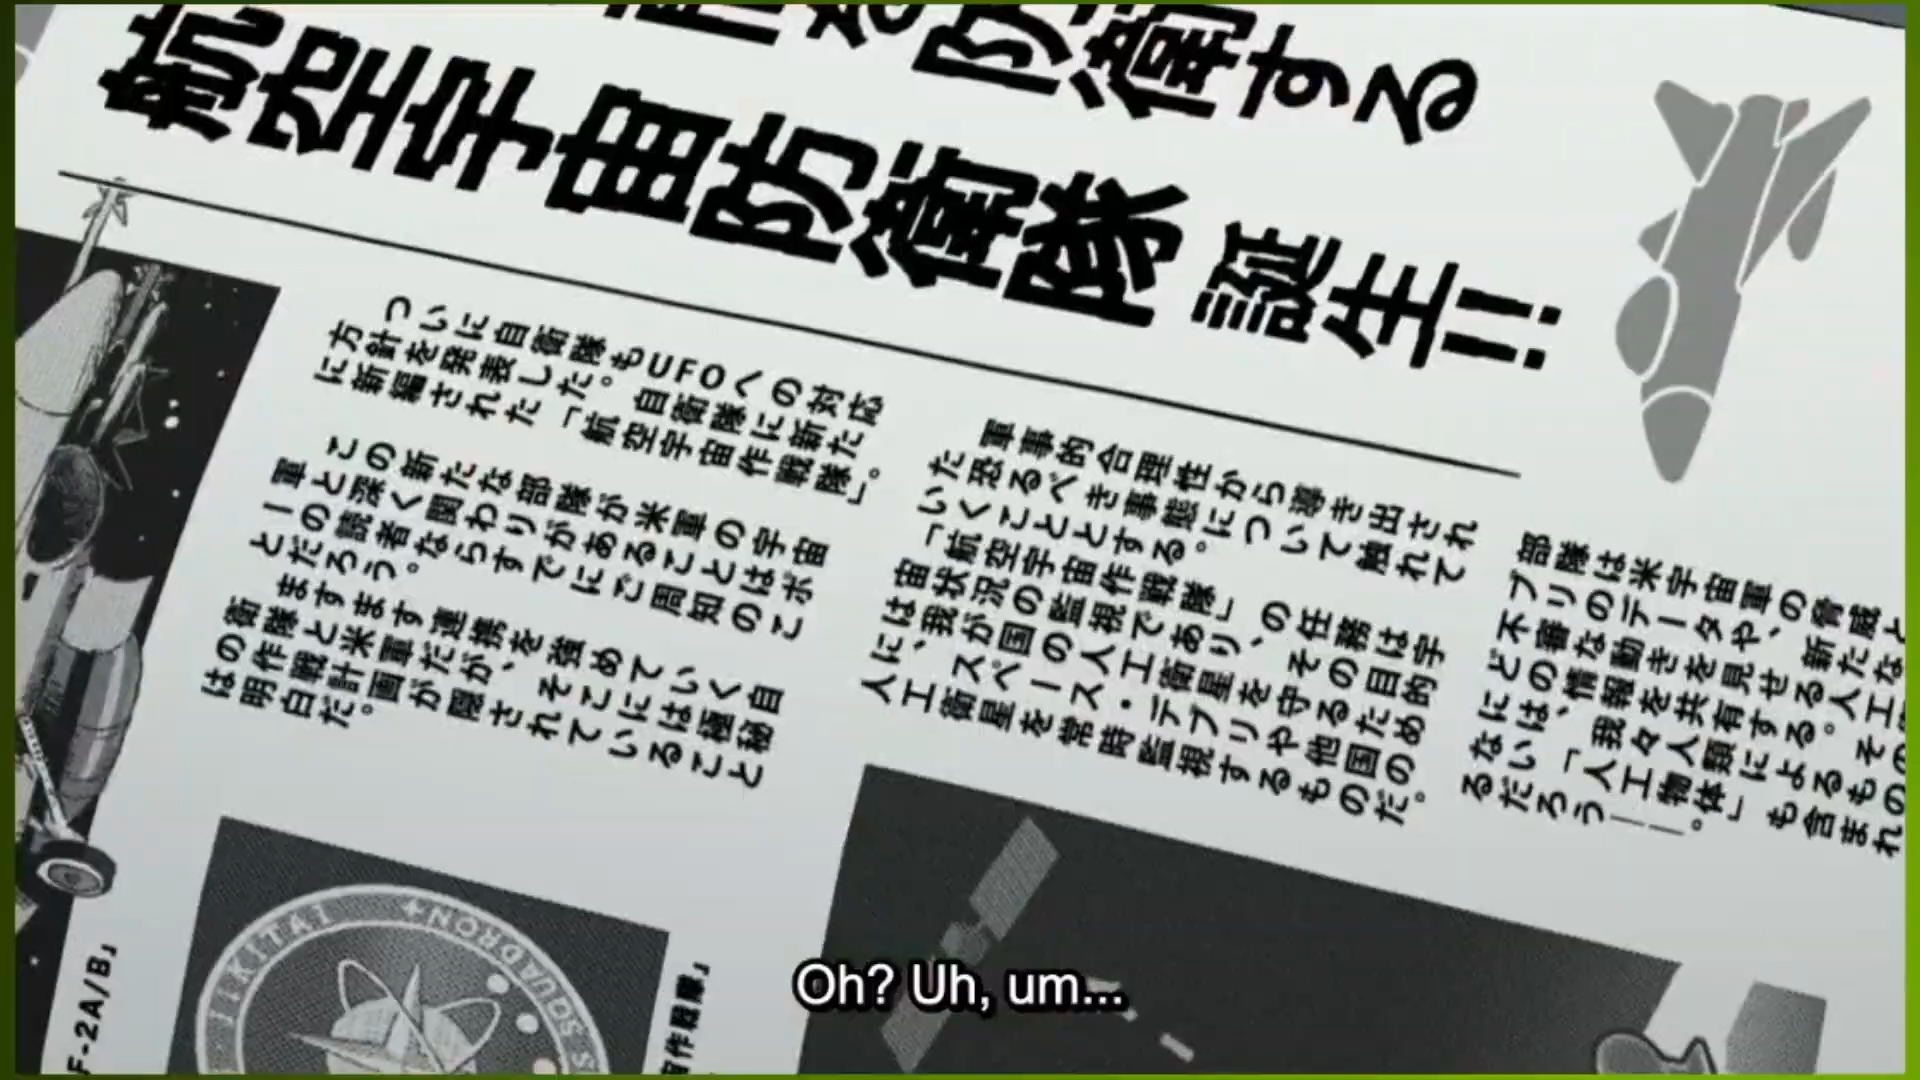 を防衛する
航空宇宙防衛隊 誕生!!
ついに自衛隊もUFOへの対応
方針を発表した。自衛隊に新た
に新編された「航空宇宙作戦隊」。
この新たな部隊が米軍の宇宙
軍と深く関わりがあることはポ
ーの読者ならすでにご周知のこ
とだろう。
ますます連携を強めていく自
衛隊と米軍だが、そこには極秘
の作戦計画が隠されていること
は明白だ。
軍事的合理性から導き出され
た恐るべき事態について触れて
いくこととする。
「航空宇宙作戦隊」の任務は宇
宙状況の監視であり、その目的
は、我が国の人工衛星を守るため
に、スペース・デブリや他国の
人工衛星を常時監視するものだ。
部隊は米宇宙軍の
ブリのデータや、
不審な動きを見せる人工
どの情報を共有する。その
には、「我々人類によるもの
ない「人工物体」も含まれ
るだろう――。
JIKITAI
SQUADRON
F-2A/B」
宙作戦隊」
Oh? Uh, um...